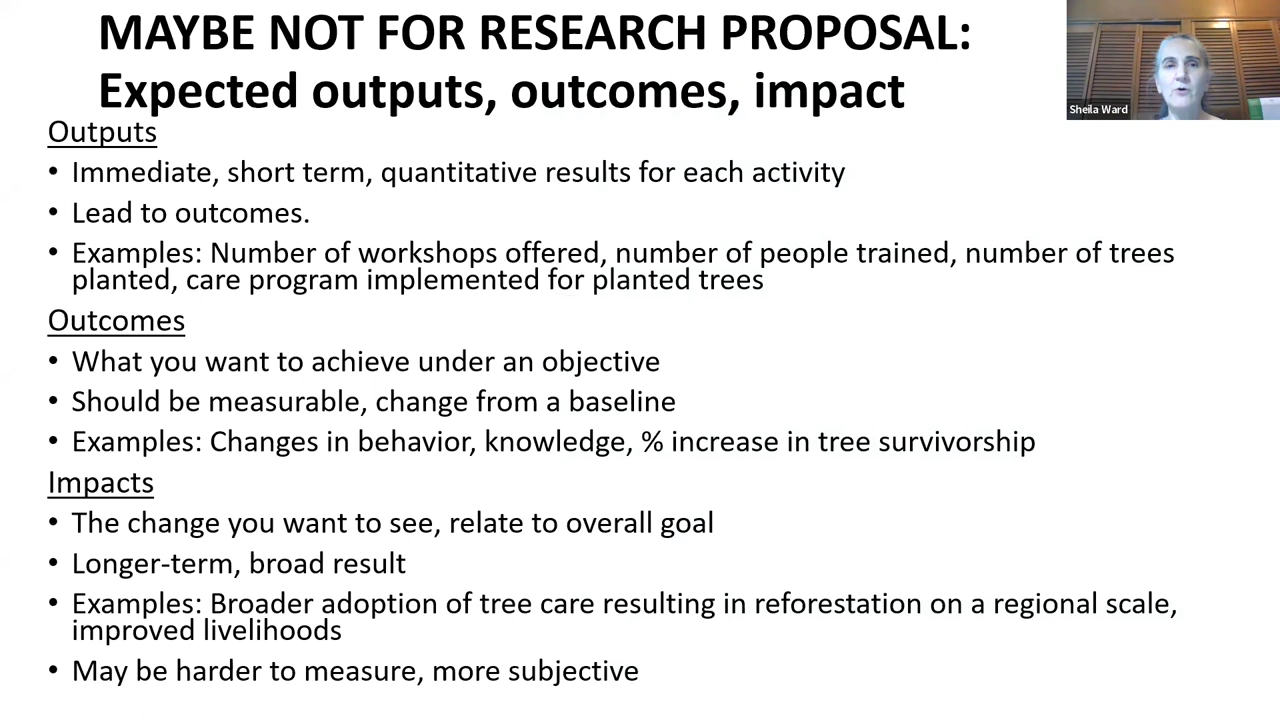 MAYBE NOT FOR RESEARCH PROPOSAL:
Expected outputs, outcomes, impact
Sheila Ward
Outputs
• Immediate, short term, quantitative results for each activity
• Lead to outcomes.
• Examples: Number of workshops offered, number of people trained, number of trees
planted, care program implemented for planted trees
Outcomes
• What you want to achieve under an objective
• Should be measurable, change from a baseline
• Examples: Changes in behavior, knowledge, % increase in tree survivorship
Impacts
• The change you want to see, relate to overall goal
• Longer-term, broad result
• Examples: Broader adoption of tree care resulting in reforestation on a regional scale,
improved livelihoods
• May be harder to measure, more subjective